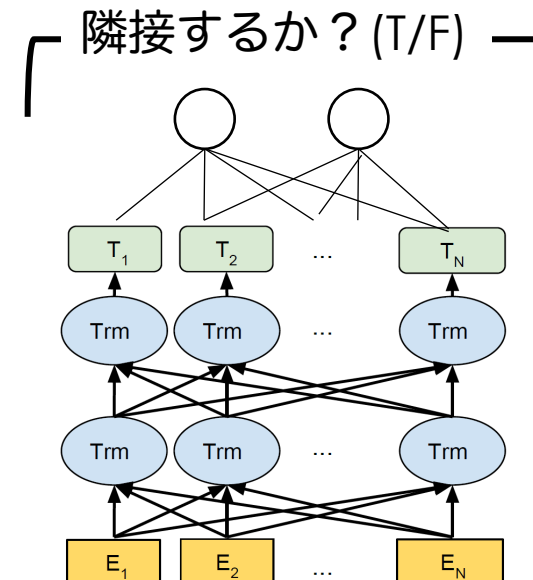 隣接するか？(T/F)
T1 T2 ... TN
Trm Trm ... Trm
Trm Trm ... Trm
E1 E2 ... EN